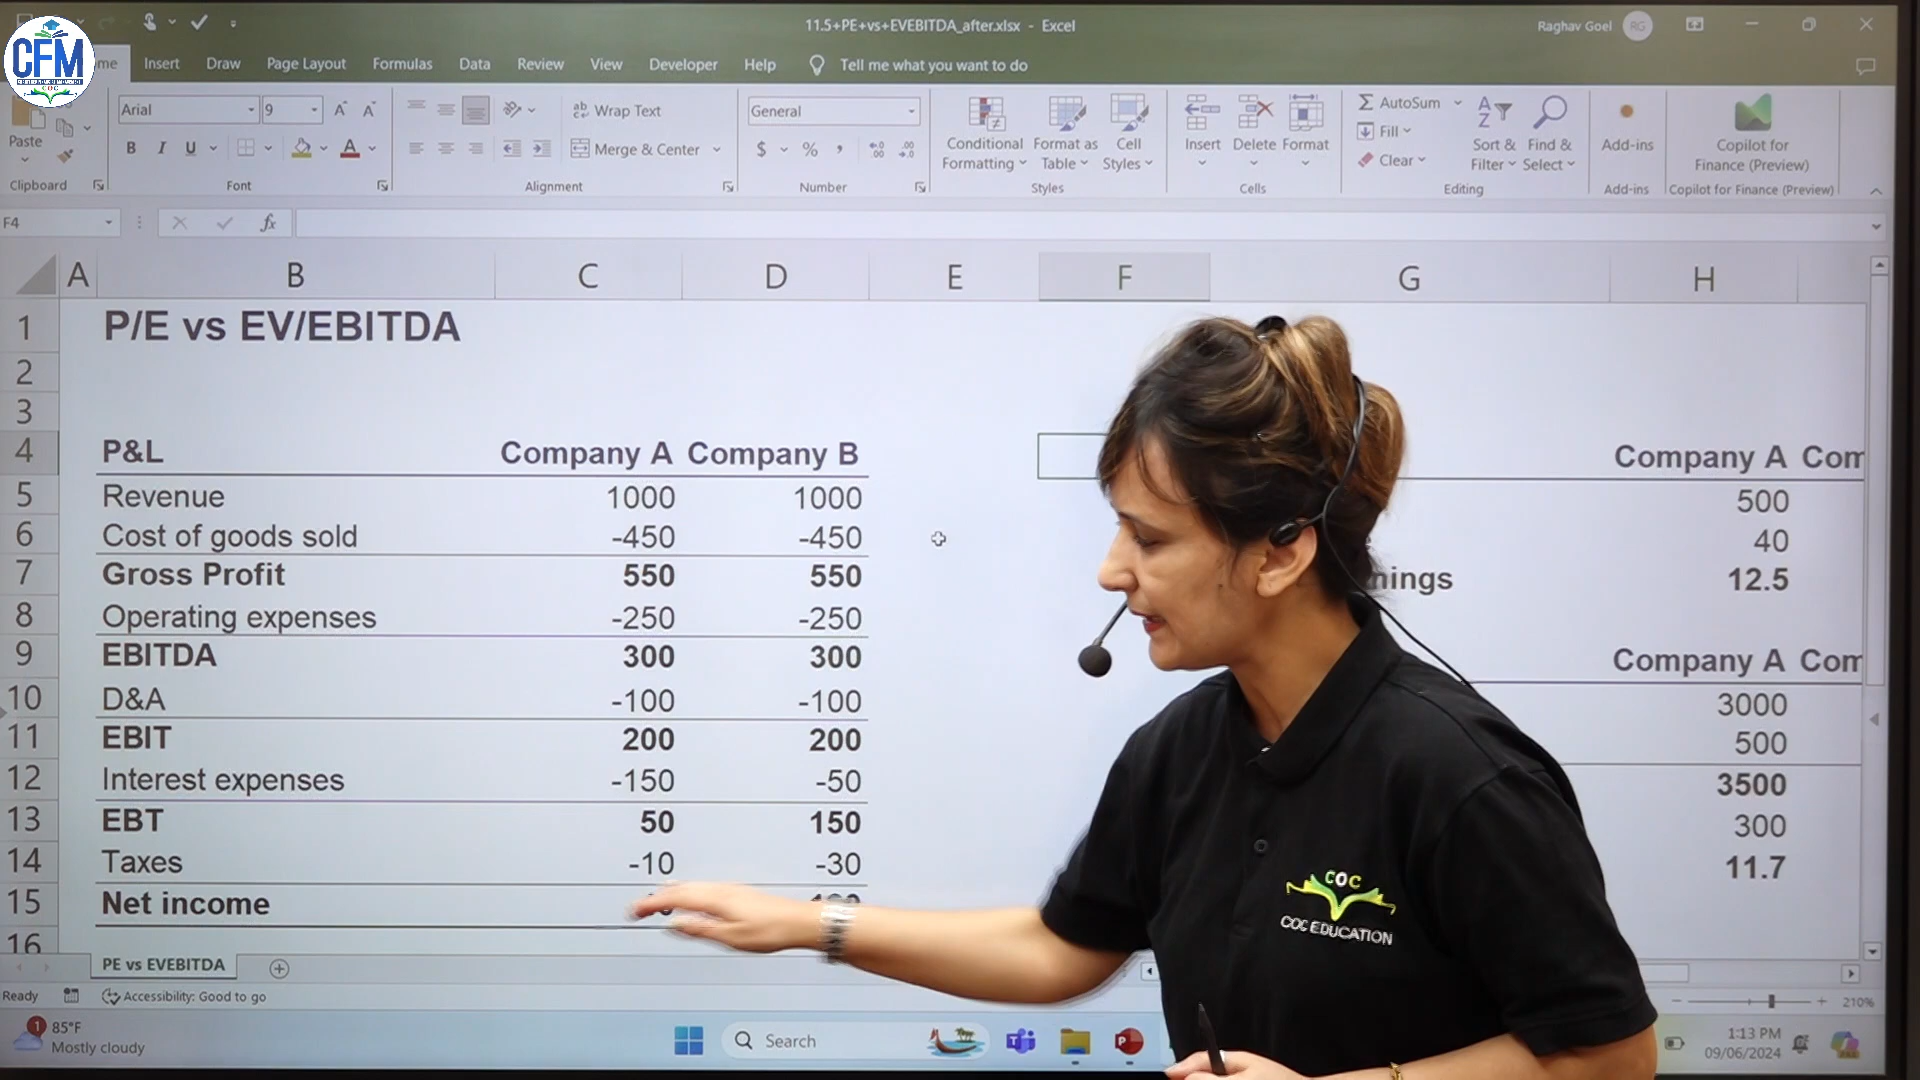 CFM
COC
11.5+PE+vs+EVEBITDA_after.xlsx - Excel
Raghav Goel
RG
Insert
Draw
Page Layout
Formulas
Data
Review
View
Developer
Help
Tell me what you want to do
Paste
Clipboard
Arial
9
B I U
Font
Wrap Text
Merge & Center
Alignment
General
$ % ,
Number
Conditional Formatting
Format as Table
Cell Styles
Styles
Insert
Delete
Format
Cells
AutoSum
Fill
Clear
Sort & Filter
Find & Select
Editing
Add-ins
Add-ins
Copilot for Finance (Preview)
Copilot for Finance (Preview)
F4
fx
A B C D E F G H
1 P/E vs EV/EBITDA
2
3
4 P&L Company A Company B Company A Com
5 Revenue 1000 1000 500
6 Cost of goods sold -450 -450 40
7 Gross Profit 550 550 12.5
8 Operating expenses -250 -250
9 EBITDA 300 300 Company A Com
10 D&A -100 -100 3000
11 EBIT 200 200 500
12 Interest expenses -150 -50 3500
13 EBT 50 150 300
14 Taxes -10 -30 11.7
15 Net income
16
PE vs EVEBITDA
Ready
Accessibility: Good to go
210%
1
85°F
Mostly cloudy
Search
1:13 PM
09/06/2024
COC
COC EDUCATION